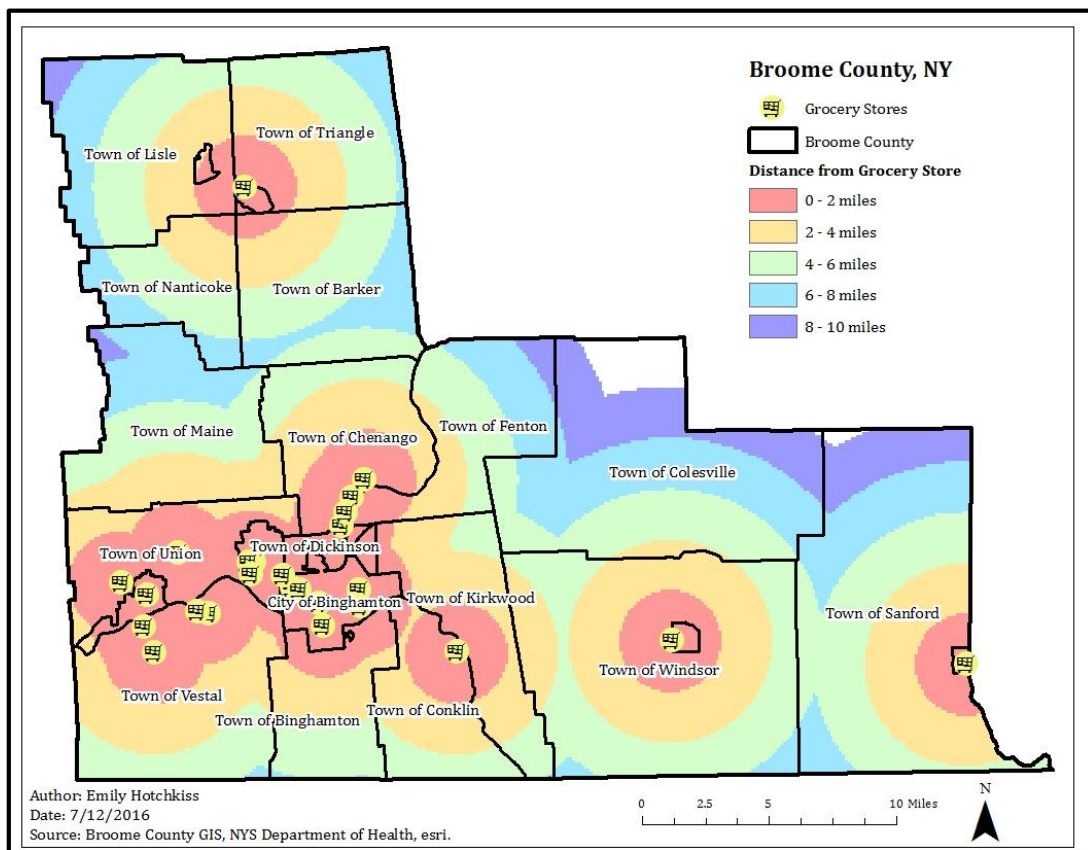 Broome County, NY
Grocery Stores
Broome County
Distance from Grocery Store
0 - 2 miles
2 - 4 miles
4 - 6 miles
6 - 8 miles
8 - 10 miles
Town of Triangle
Town of Lisle
Town of Nanticoke
Town of Barker
Town of Maine
Town of Chenango
Town of Fenton
Town of Colesville
Town of Union
Town of Dickinson
City of Binghamton
Town of Kirkwood
Town of Sanford
Town of Windsor
Town of Vestal
Town of Binghamton
Town of Conklin
Author: Emily Hotchkiss
Date: 7/12/2016
Source: Broome County GIS, NYS Department of Health, esri.
0 2.5 5 10 Miles
N